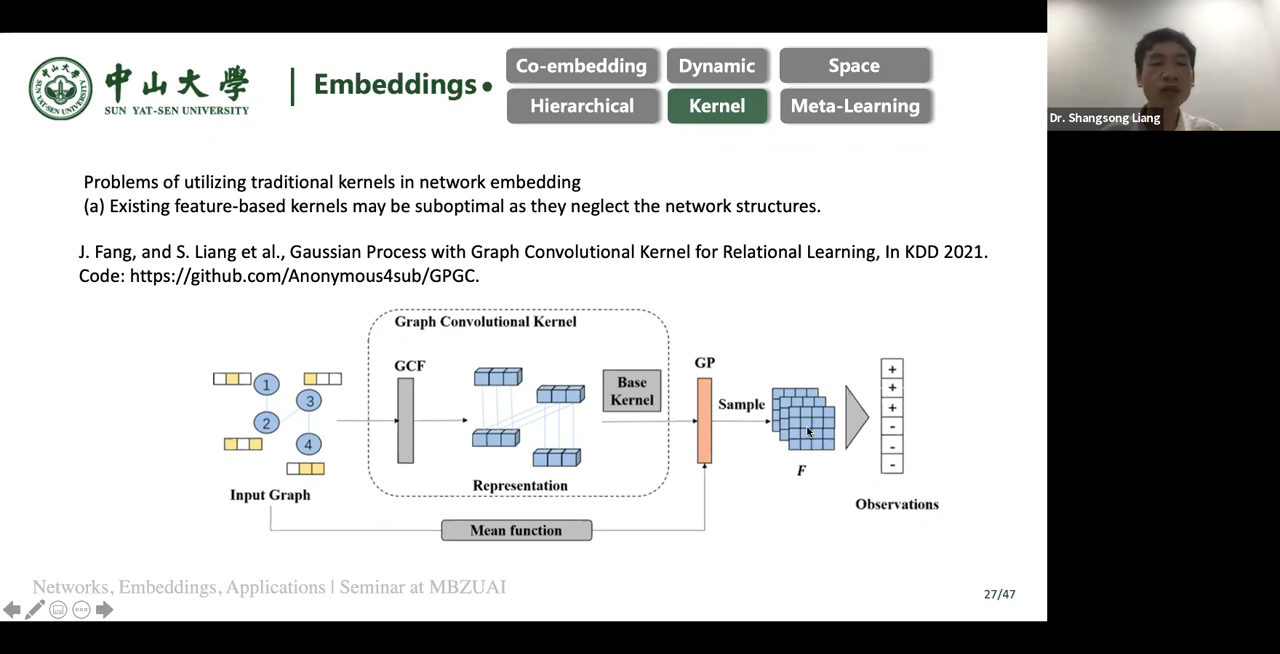 中山大學
SUN YAT-SEN UNIVERSITY
Embeddings
Co-embedding
Dynamic
Space
Hierarchical
Kernel
Meta-Learning
Dr. Shangsong Liang
Problems of utilizing traditional kernels in network embedding
(a) Existing feature-based kernels may be suboptimal as they neglect the network structures.
J. Fang, and S. Liang et al., Gaussian Process with Graph Convolutional Kernel for Relational Learning, In KDD 2021.
Code: https://github.com/Anonymous4sub/GPGC.
Graph Convolutional Kernel
GCF
GP
1
3
2
4
Base
Kernel
Sample
F
+
+
+
-
-
-
Input Graph
Representation
Observations
Mean function
Networks, Embeddings, Applications | Seminar at MBZUAI
27/47